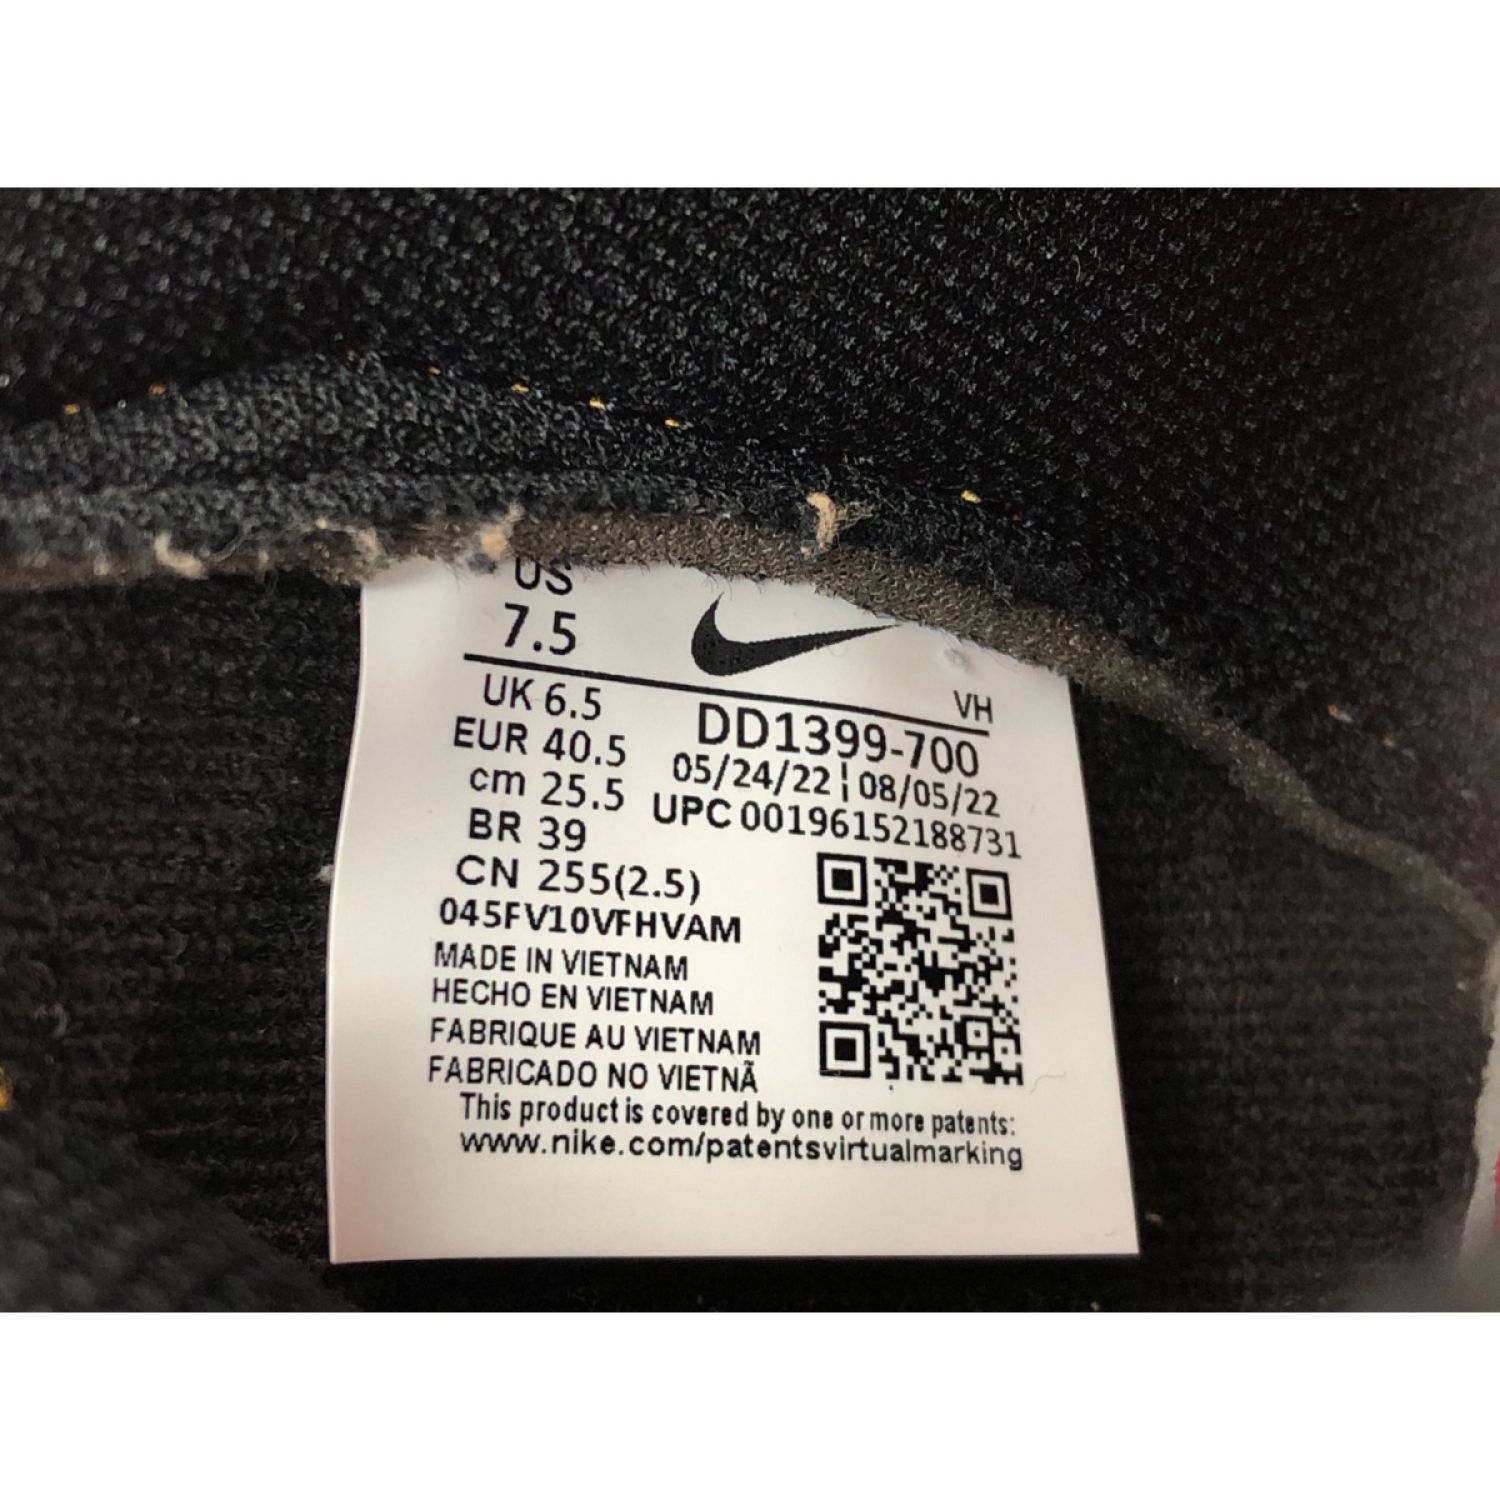 US
7.5
VH
UK 6.5
EUR 40.5
cm 25.5
BR 39
CN 255(2.5)
DD1399-700
05/24/22 | 08/05/22
UPC 00196152188731
045FV10VFHVAM
MADE IN VIETNAM
HECHO EN VIETNAM
FABRIQUE AU VIETNAM
FABRICADO NO VIETNÃ
This product is covered by one or more patents:
www.nike.com/patentsvirtualmarking